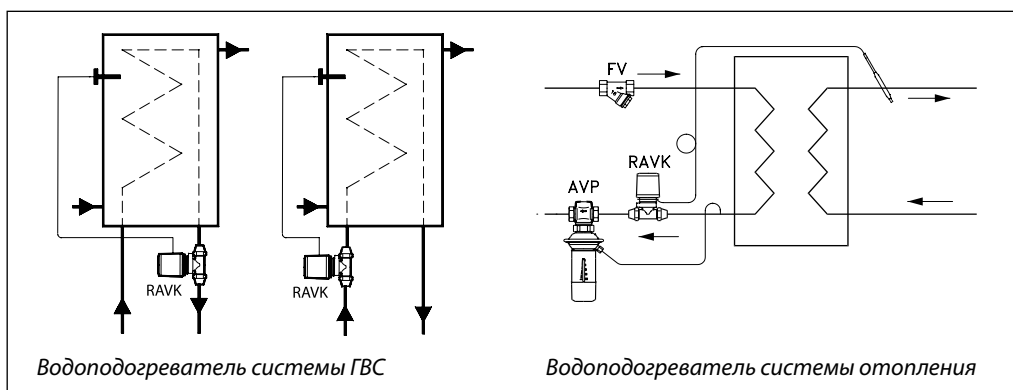 RAVK
RAVK
FV
RAVK
AVP
Водоподогреватель системы ГВС
Водоподогреватель системы отопления